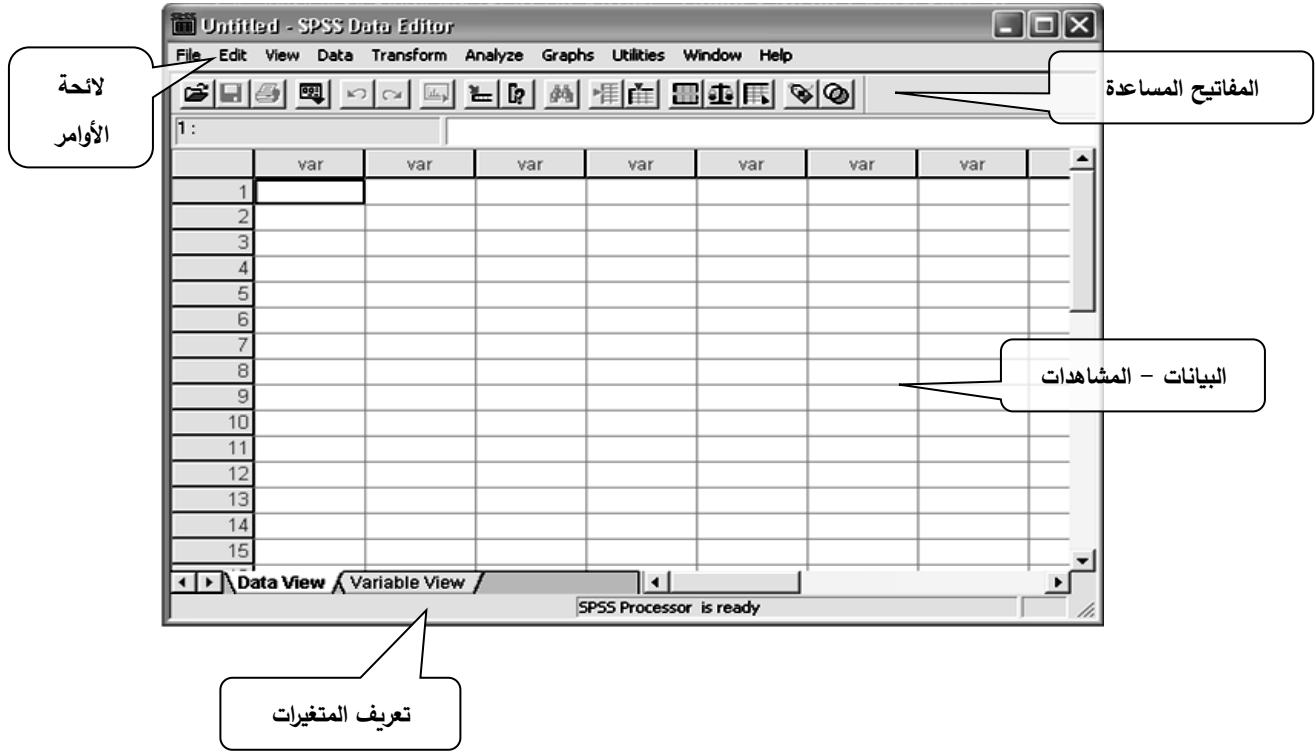 Untitled - SPSS Data Editor
File Edit View Data Transform Analyze Graphs Utilities Window Help
لائحة
الأوامر
المفاتيح المساعدة
1 :
var var var var var var var
1
2
3
4
5
6
7
8
9
10
11
12
13
14
15
البيانات – المشاهدات
Data View Variable View
SPSS Processor is ready
تعريف المتغيرات